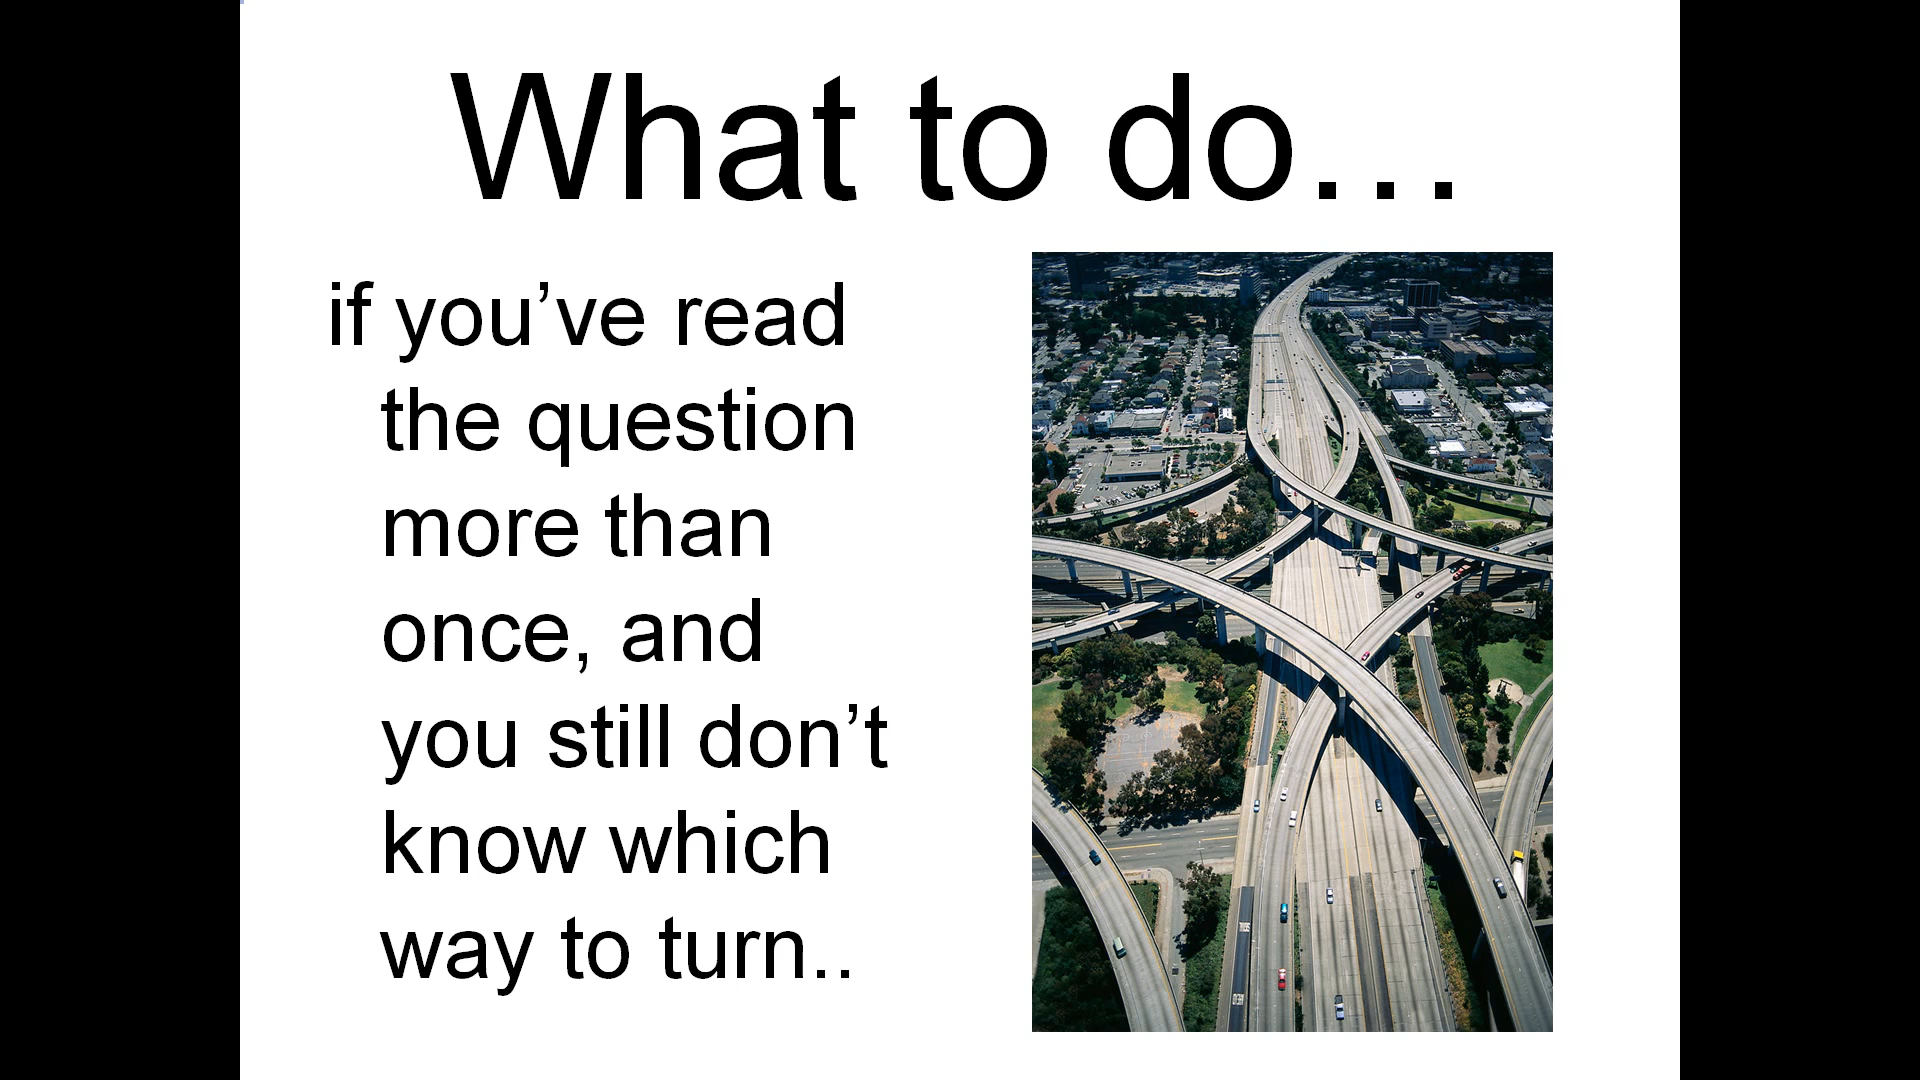 What to do…
if you’ve read
the question
more than
once, and
you still don’t
know which
way to turn..